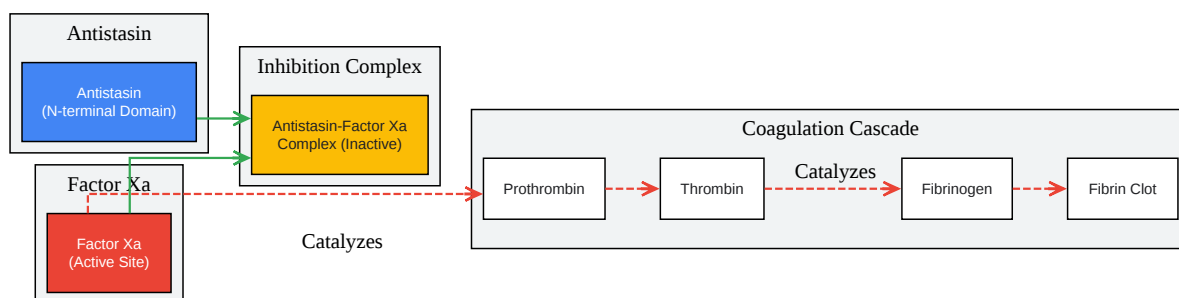 Antistasin
Antistasin
(N-terminal Domain)
Inhibition Complex
Antistasin-Factor Xa
Complex (Inactive)
Factor Xa
Factor Xa
(Active Site)
Catalyzes
Coagulation Cascade
Prothrombin
Thrombin
Catalyzes
Fibrinogen
Fibrin Clot